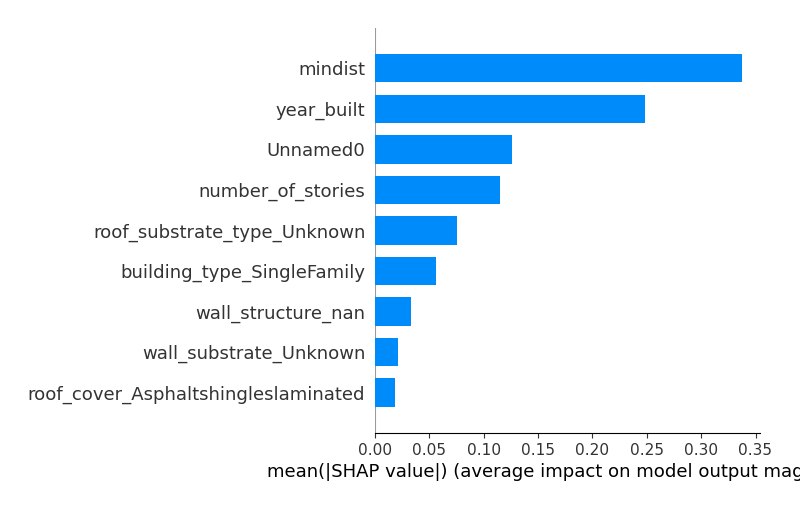 mindist
year_built
Unnamed0
number_of_stories
roof_substrate_type_Unknown
building_type_SingleFamily
wall_structure_nan
wall_substrate_Unknown
roof_cover_Asphaltshingleslaminated
0.00 0.05 0.10 0.15 0.20 0.25 0.30 0.35
mean(|SHAP value|) (average impact on model output mag